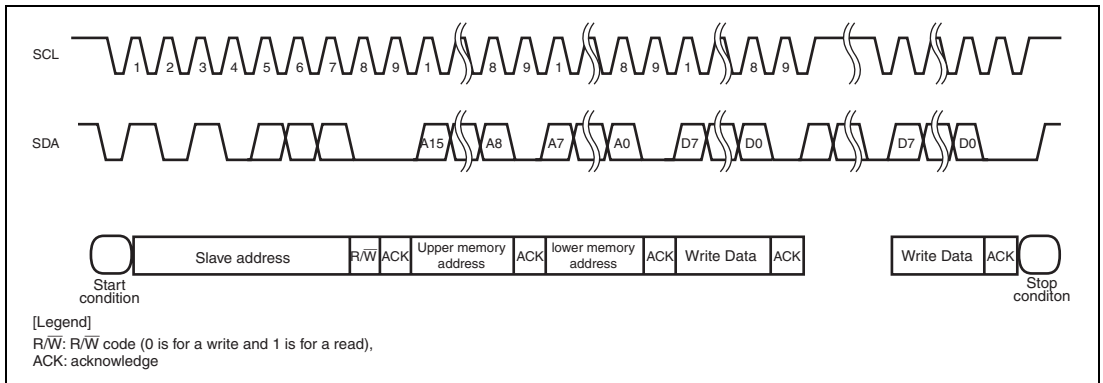 SCL
1 2 3 4 5 6 7 8 9 1 8 9 1 8 9 1 8 9
SDA
A15 A8 A7 A0 D7 D0 D7 D0
Slave address R/W̅ ACK Upper memory address ACK lower memory address ACK Write Data ACK Write Data ACK
Start condition
Stop conditon
[Legend]
R/W̅: R/W̅ code (0 is for a write and 1 is for a read),
ACK: acknowledge